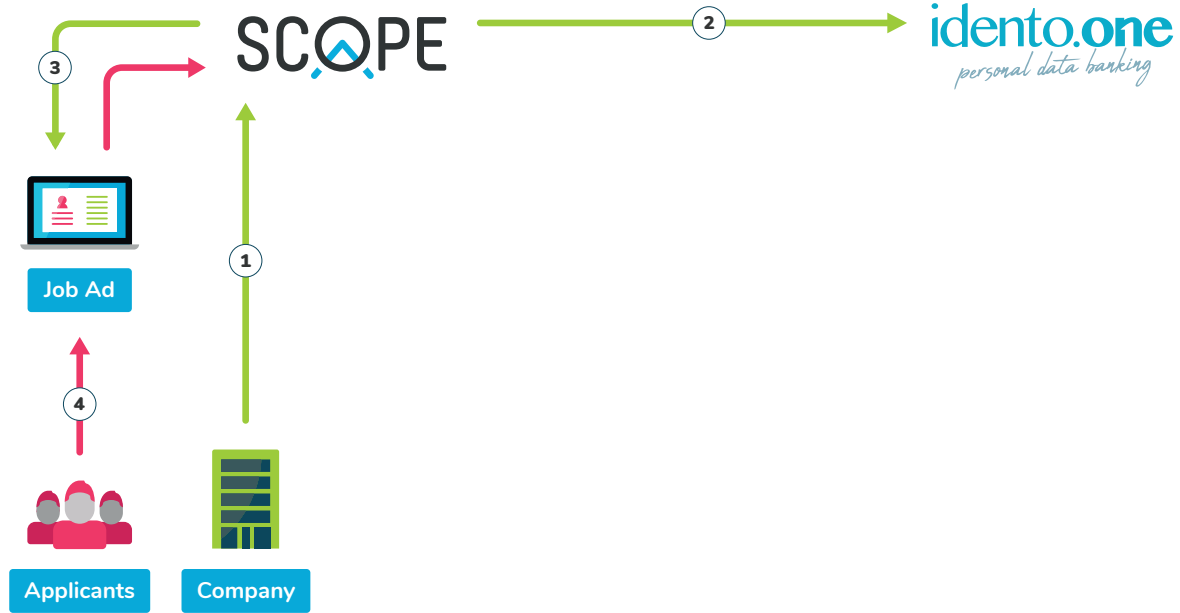 SCOPE
2
idento.one
personal data banking
3
1
Job Ad
4
Applicants
Company